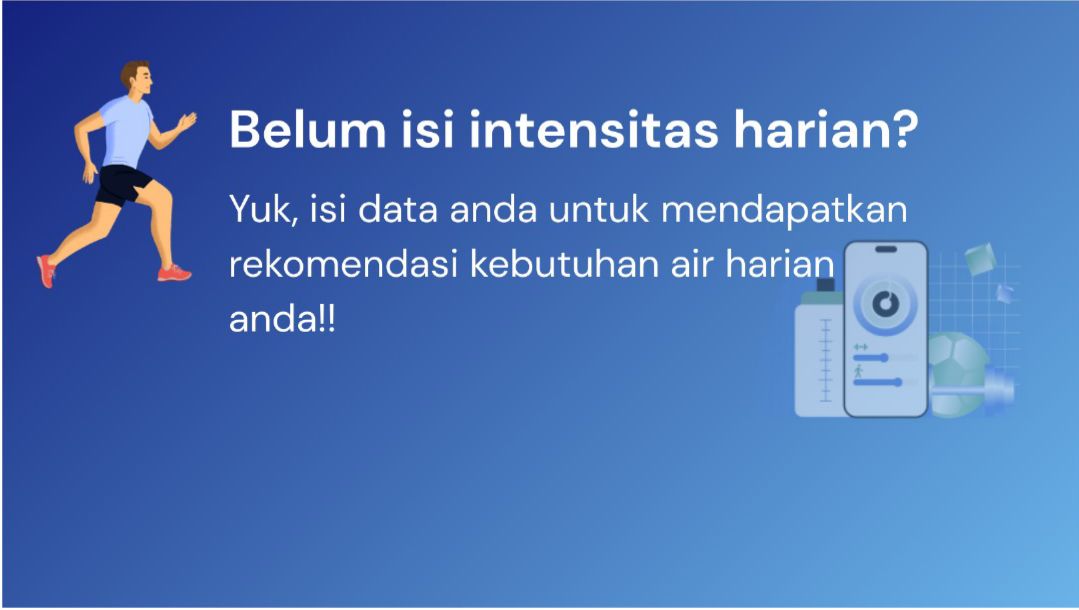 Belum isi intensitas harian?
Yuk, isi data anda untuk mendapatkan
rekomendasi kebutuhan air harian
anda!!